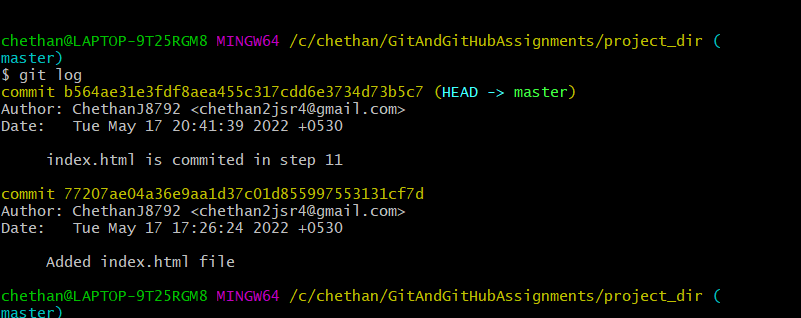 chethan@LAPTOP-9T25RGM8 MINGW64 /c/chethan/GitAndGitHubAssignments/project_dir (
master)
$ git log
commit b564ae31e3fdf8aea455c317cdd6e3734d73b5c7 (HEAD -> master)
Author: ChethanJ8792 <chethan2jsr4@gmail.com>
Date:   Tue May 17 20:41:39 2022 +0530
index.html is commited in step 11
commit 77207ae04a36e9aa1d37c01d855997553131cf7d
Author: ChethanJ8792 <chethan2jsr4@gmail.com>
Date:   Tue May 17 17:26:24 2022 +0530
Added index.html file
chethan@LAPTOP-9T25RGM8 MINGW64 /c/chethan/GitAndGitHubAssignments/project_dir (
master)